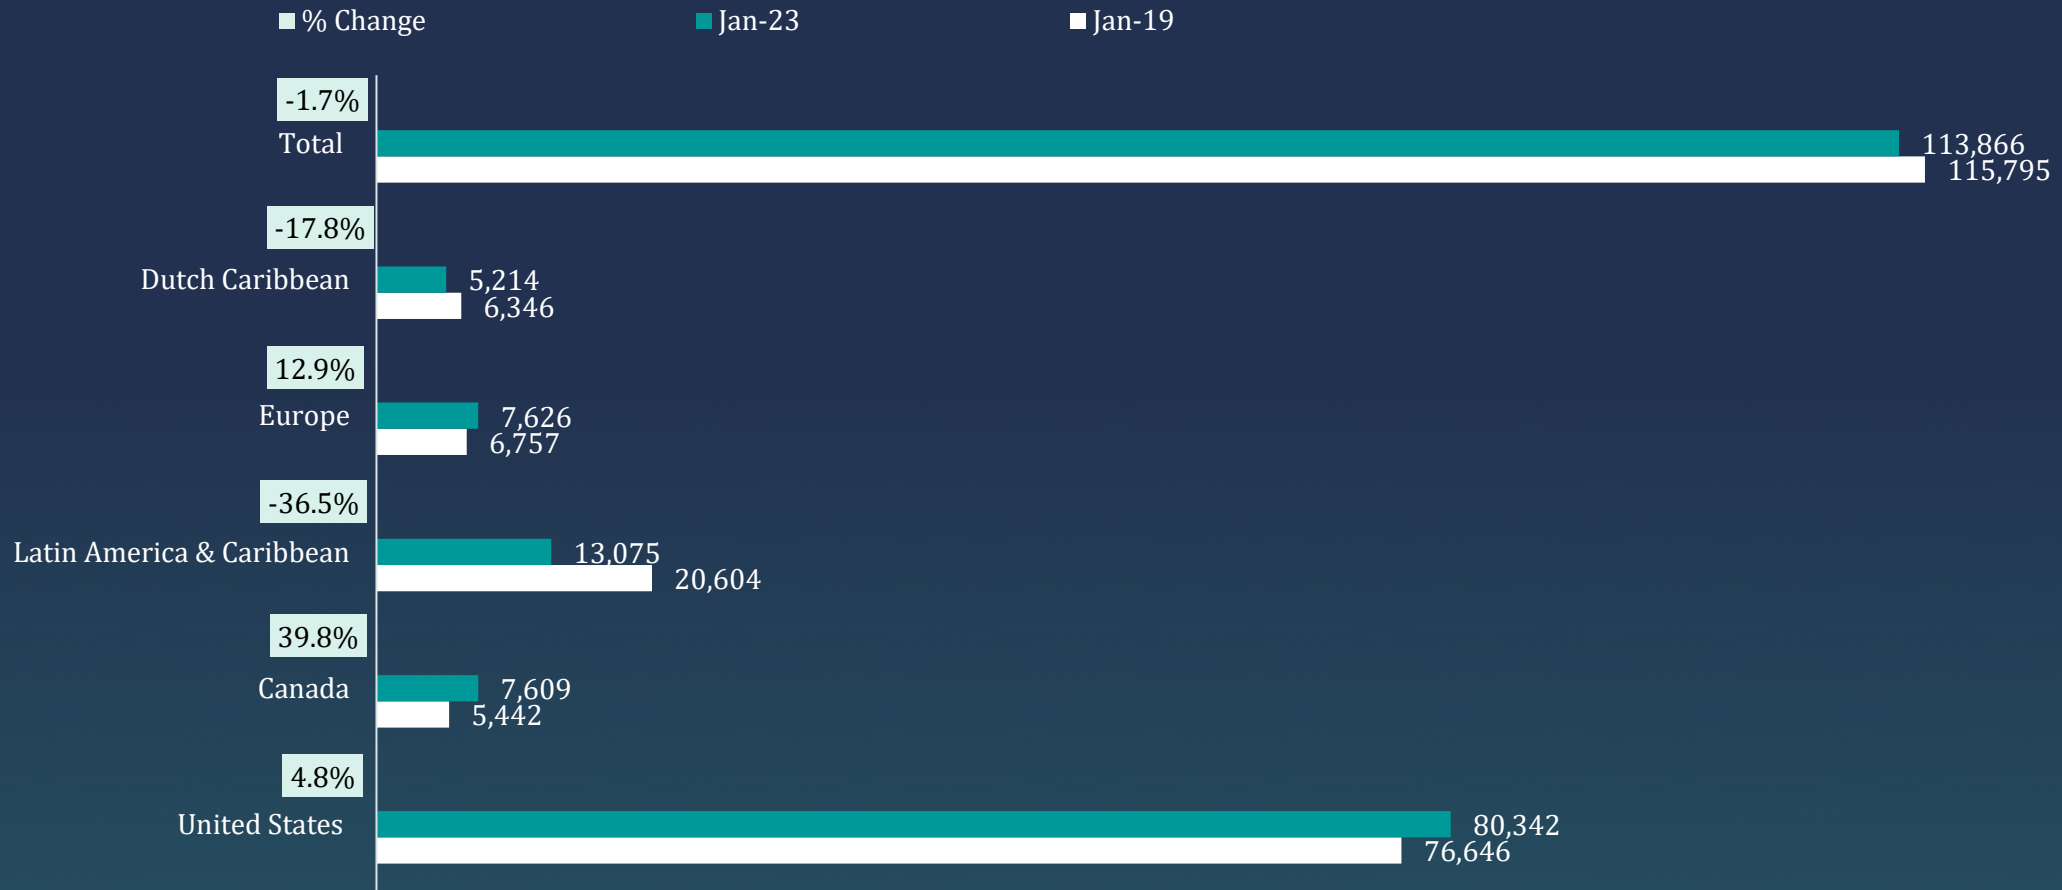 % Change Jan-23 Jan-19
-1.7%
Total
113,866
115,795
-17.8%
Dutch Caribbean
5,214
6,346
12.9%
Europe
7,626
6,757
-36.5%
Latin America & Caribbean
13,075
20,604
39.8%
Canada
7,609
5,442
4.8%
United States
80,342
76,646